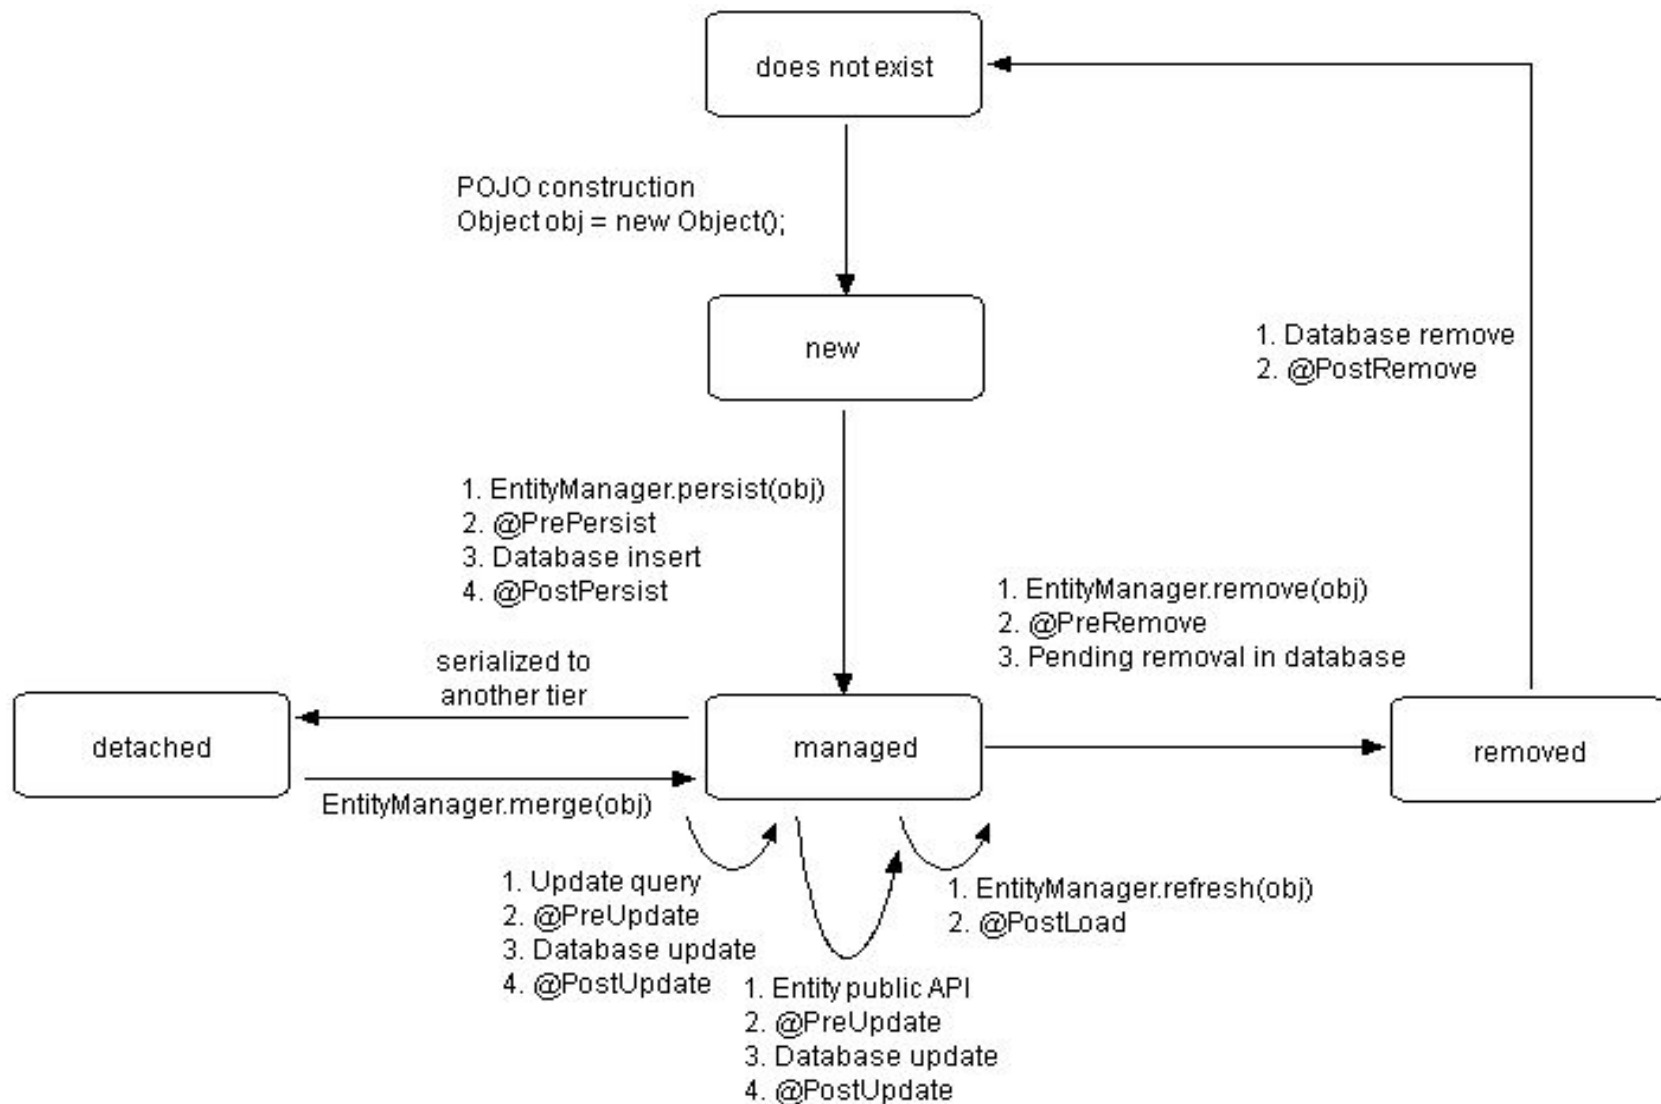 does not exist
POJO construction
Object obj = new Object();
new
1. Database remove
2. @PostRemove
1. EntityManager.persist(obj)
2. @PrePersist
3. Database insert
4. @PostPersist
1. EntityManager.remove(obj)
2. @PreRemove
3. Pending removal in database
serialized to
another tier
detached
managed
removed
EntityManager.merge(obj)
1. Update query
2. @PreUpdate
3. Database update
4. @PostUpdate
1. EntityManager.refresh(obj)
2. @PostLoad
1. Entity public API
2. @PreUpdate
3. Database update
4. @PostUpdate